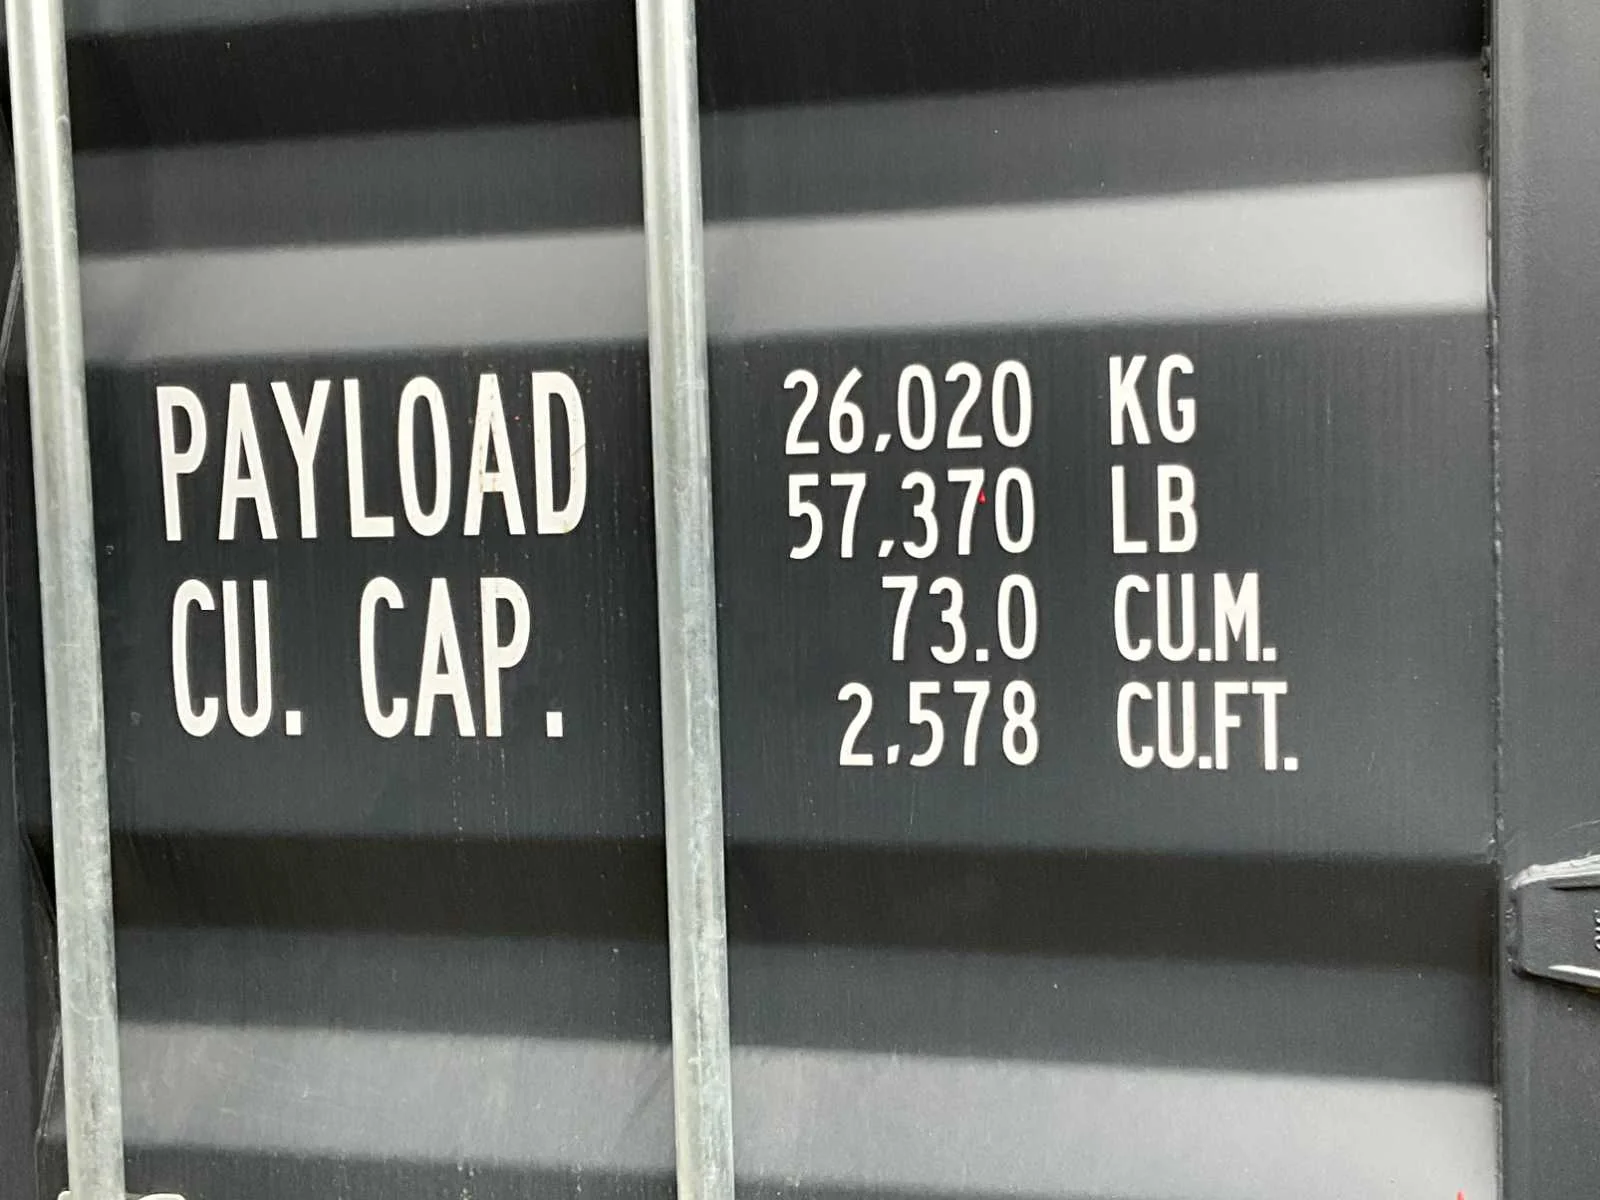 PAYLOAD 26,020 KG
57,370 LB
CU. CAP. 73.0 CU.M.
2,578 CU.FT.